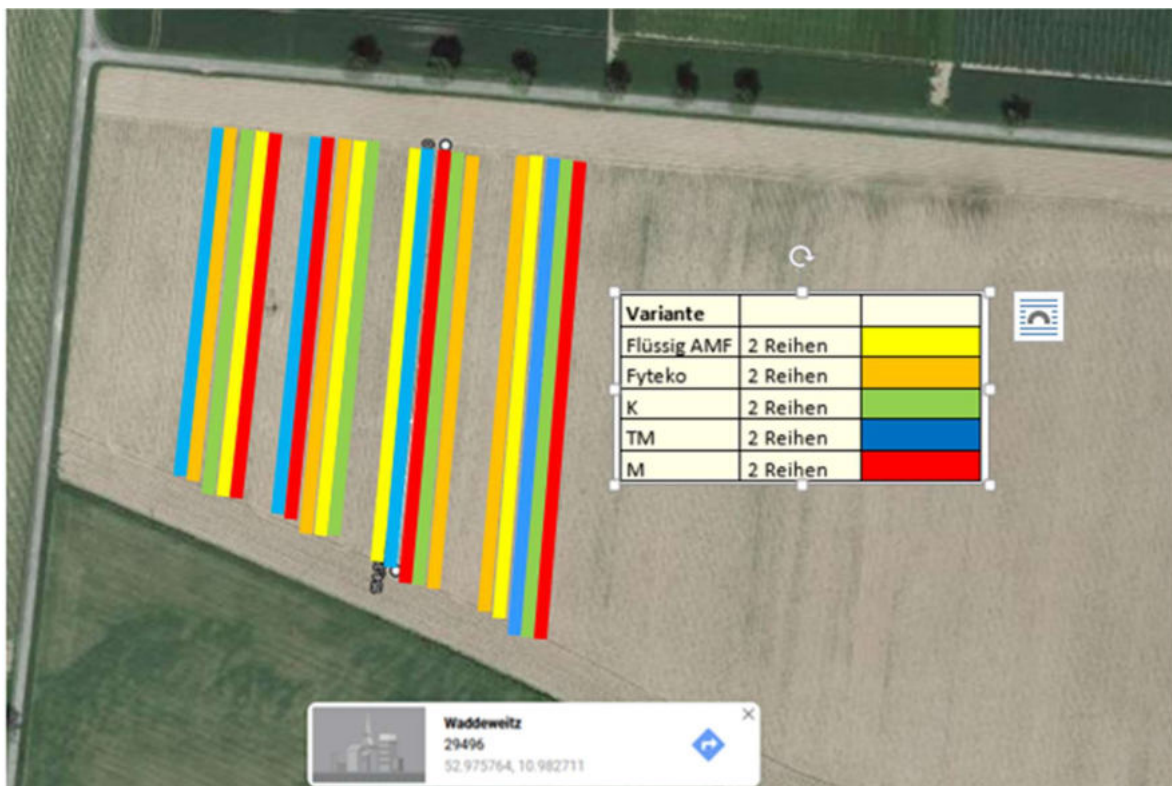 Variante
Flüssig AMF 2 Reihen
Fyteko 2 Reihen
K 2 Reihen
TM 2 Reihen
M 2 Reihen
Waddeweitz
29496
52.975764, 10.982711